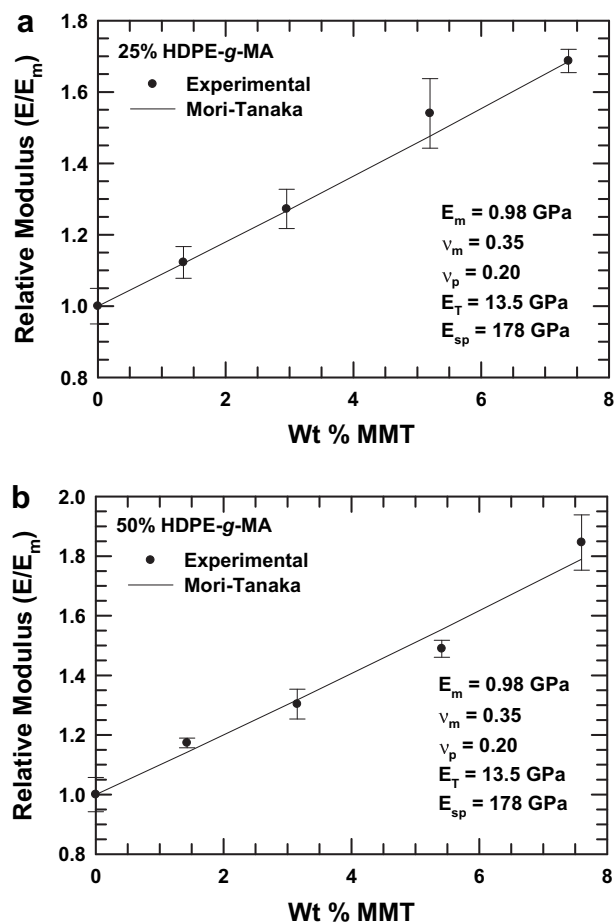 a
25% HDPE-g-MA
Experimental
Mori-Tanaka
Relative Modulus (E/Em)
1.8
1.6
1.4
1.2
1.0
0.8
Em = 0.98 GPa
νm = 0.35
νp = 0.20
ET = 13.5 GPa
Esp = 178 GPa
0 2 4 6 8
Wt % MMT
b
50% HDPE-g-MA
Experimental
Mori-Tanaka
Relative Modulus (E/Em)
2.0
1.8
1.6
1.4
1.2
1.0
0.8
Em = 0.98 GPa
νm = 0.35
νp = 0.20
ET = 13.5 GPa
Esp = 178 GPa
0 2 4 6 8
Wt % MMT